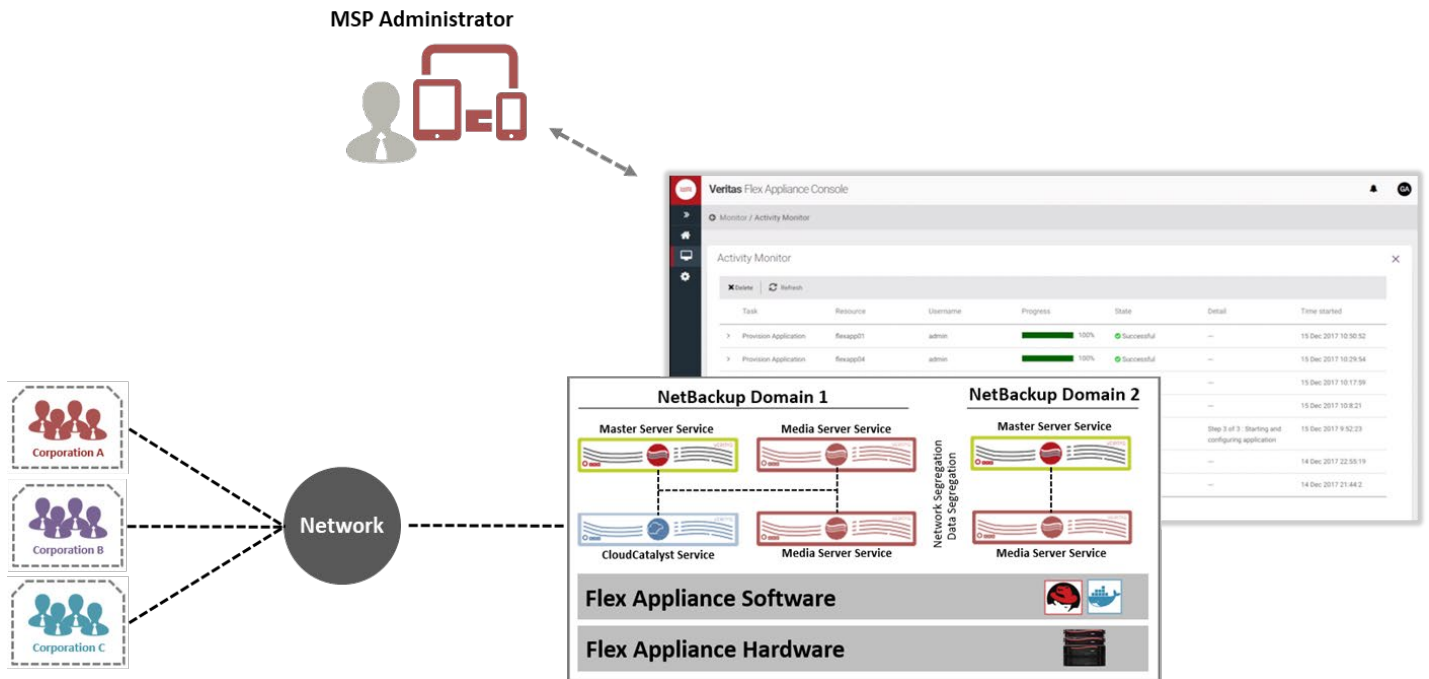 MSP Administrator
Veritas Flex Appliance Console
GA
Monitor / Activity Monitor
Activity Monitor
Delete
Refresh
Task Resource Username Progress State Detail Time started
Provision Application flexapp01 admin 100% Successful — 15 Dec 2017 10:50:52
Provision Application flexapp04 admin 100% Successful — 15 Dec 2017 10:29:54
— 15 Dec 2017 10:17:59
— 15 Dec 2017 10:8:21
Step 3 of 3 : Starting and 15 Dec 2017 9:52:23
configuring application
— 14 Dec 2017 22:55:19
— 14 Dec 2017 21:44:2
Corporation A
Corporation B
Corporation C
Network
NetBackup Domain 1
Master Server Service
Media Server Service
CloudCatalyst Service
Media Server Service
Network Segregation
Data Segregation
NetBackup Domain 2
Master Server Service
Media Server Service
Flex Appliance Software
Flex Appliance Hardware